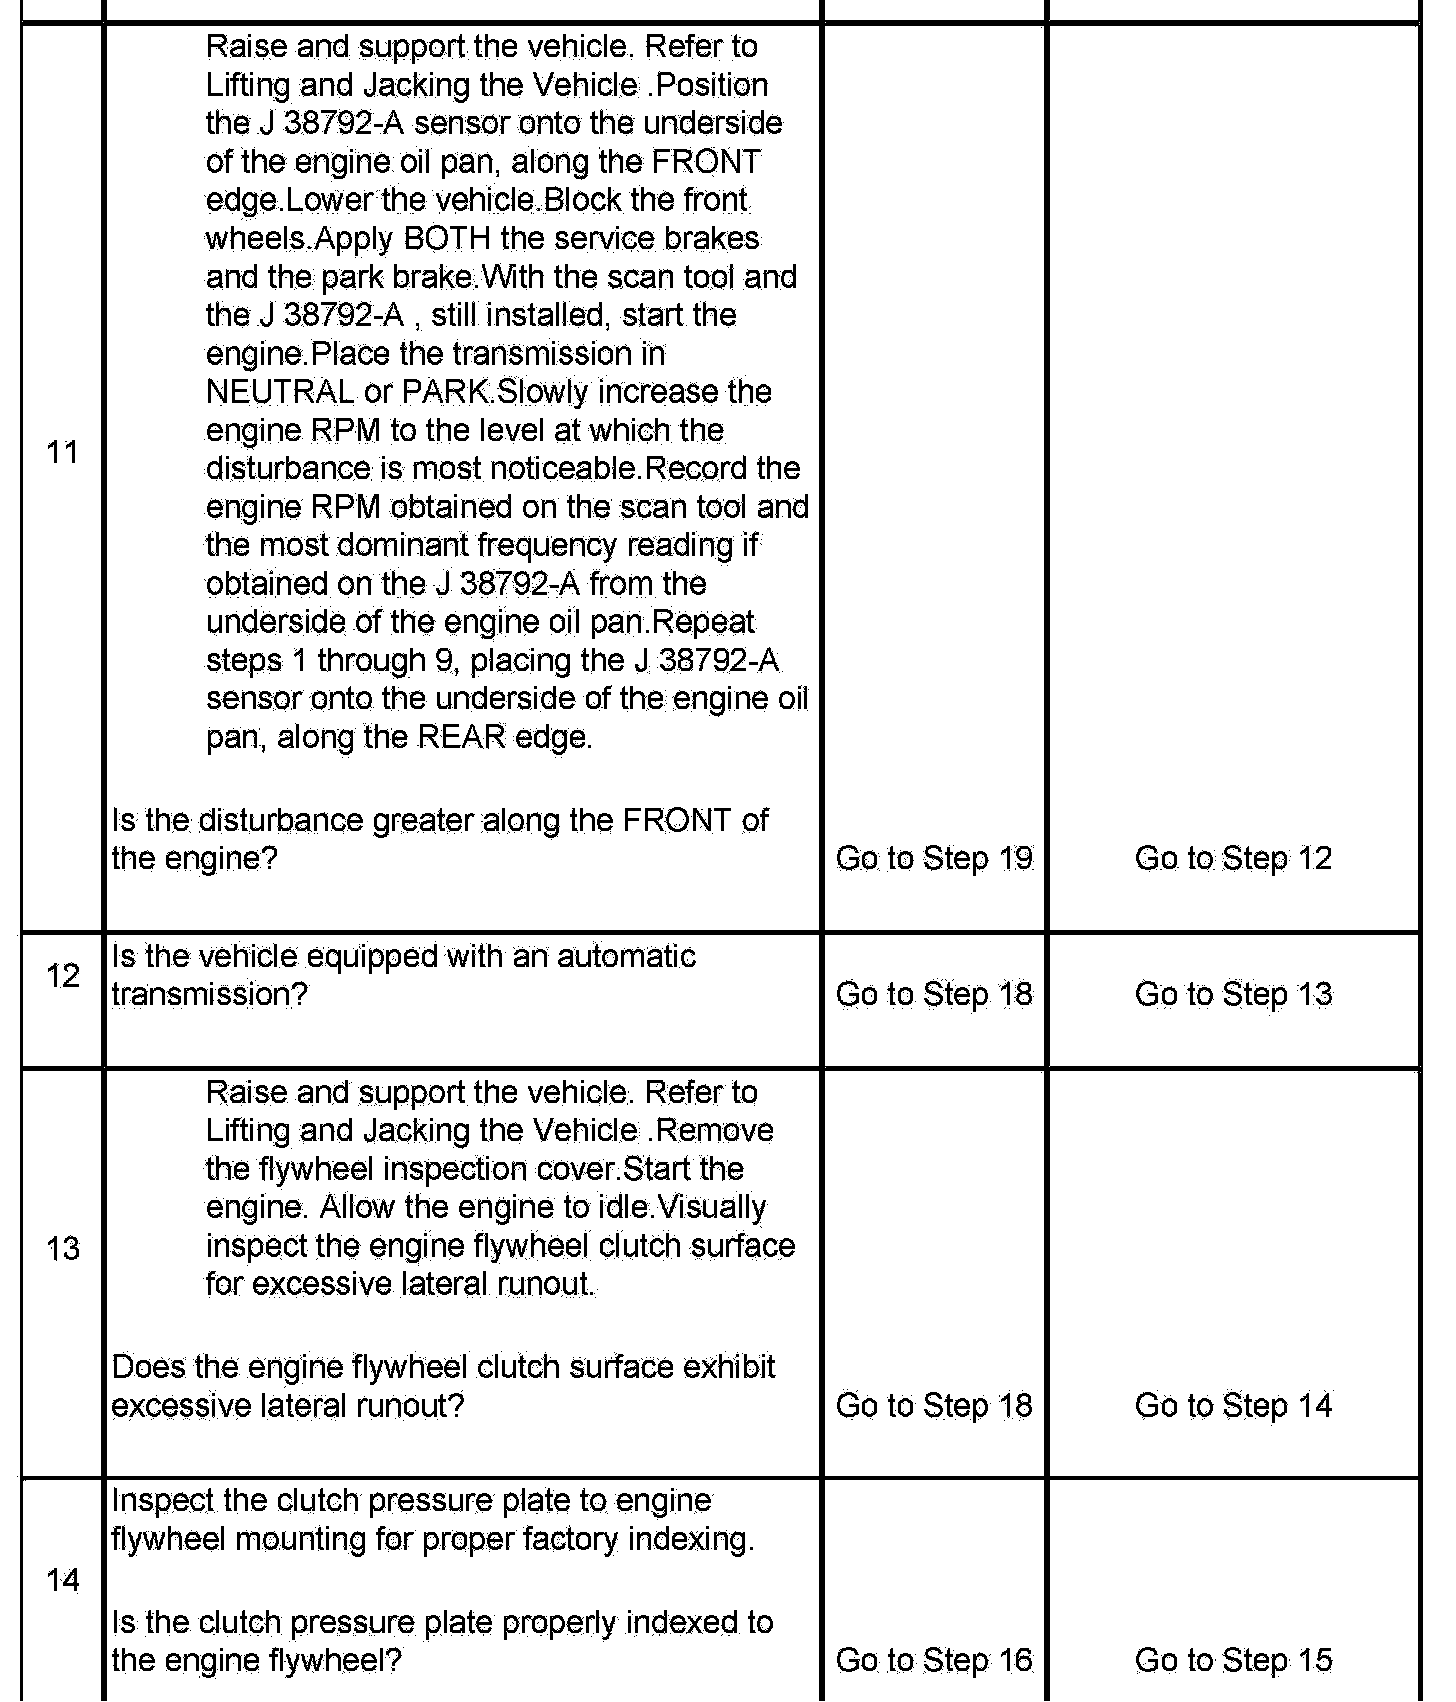 Raise and support the vehicle. Refer to
Lifting and Jacking the Vehicle .Position
the J 38792-A sensor onto the underside
of the engine oil pan, along the FRONT
edge.Lower the vehicle.Block the front
wheels.Apply BOTH the service brakes
and the park brake.With the scan tool and
the J 38792-A , still installed, start the
engine.Place the transmission in
NEUTRAL or PARK.Slowly increase the
engine RPM to the level at which the
11
disturbance is most noticeable.Record the
engine RPM obtained on the scan tool and
the most dominant frequency reading if
obtained on the J 38792-A from the
underside of the engine oil pan.Repeat
steps 1 through 9, placing the J 38792-A
sensor onto the underside of the engine oil
pan, along the REAR edge.
Is the disturbance greater along the FRONT of
the engine? Go to Step 19 Go to Step 12
Is the vehicle equipped with an automatic
12
transmission? Go to Step 18 Go to Step 13
Raise and support the vehicle. Refer to
Lifting and Jacking the Vehicle .Remove
the flywheel inspection cover.Start the
engine. Allow the engine to idle.Visually
13 inspect the engine flywheel clutch surface
for excessive lateral runout.
Does the engine flywheel clutch surface exhibit
excessive lateral runout? Go to Step 18 Go to Step 14
Inspect the clutch pressure plate to engine
flywheel mounting for proper factory indexing.
14
Is the clutch pressure plate properly indexed to
the engine flywheel? Go to Step 16 Go to Step 15